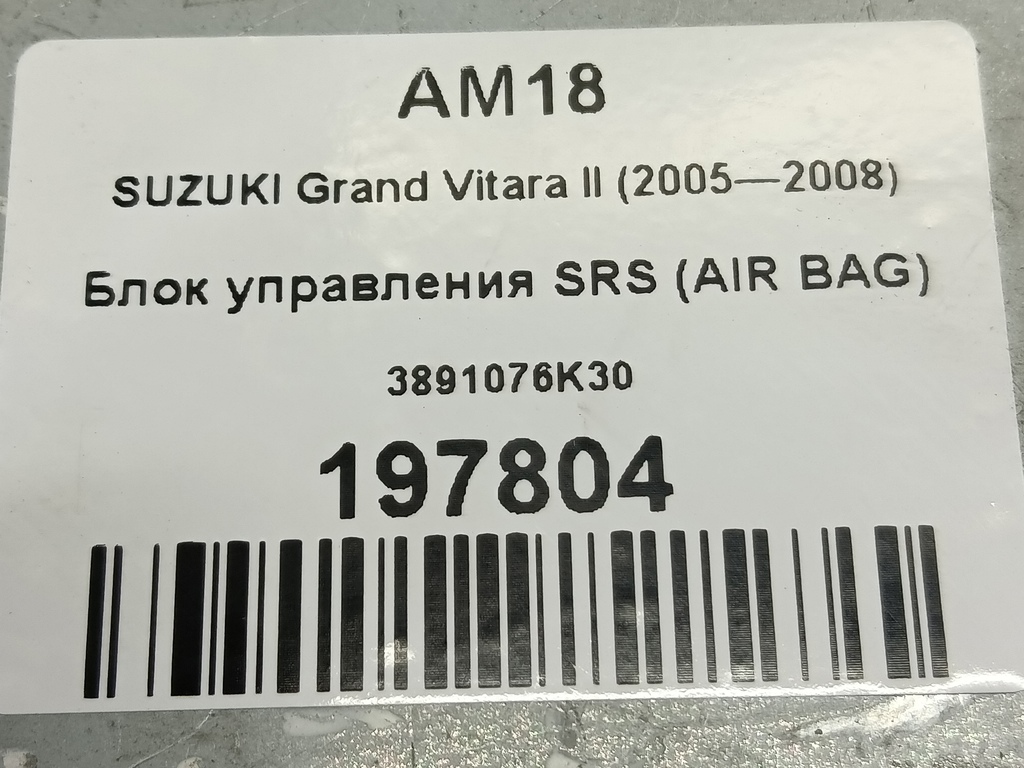 AM18
SUZUKI Grand Vitara II (2005—2008)
Блок управления SRS (AIR BAG)
3891076K30
197804